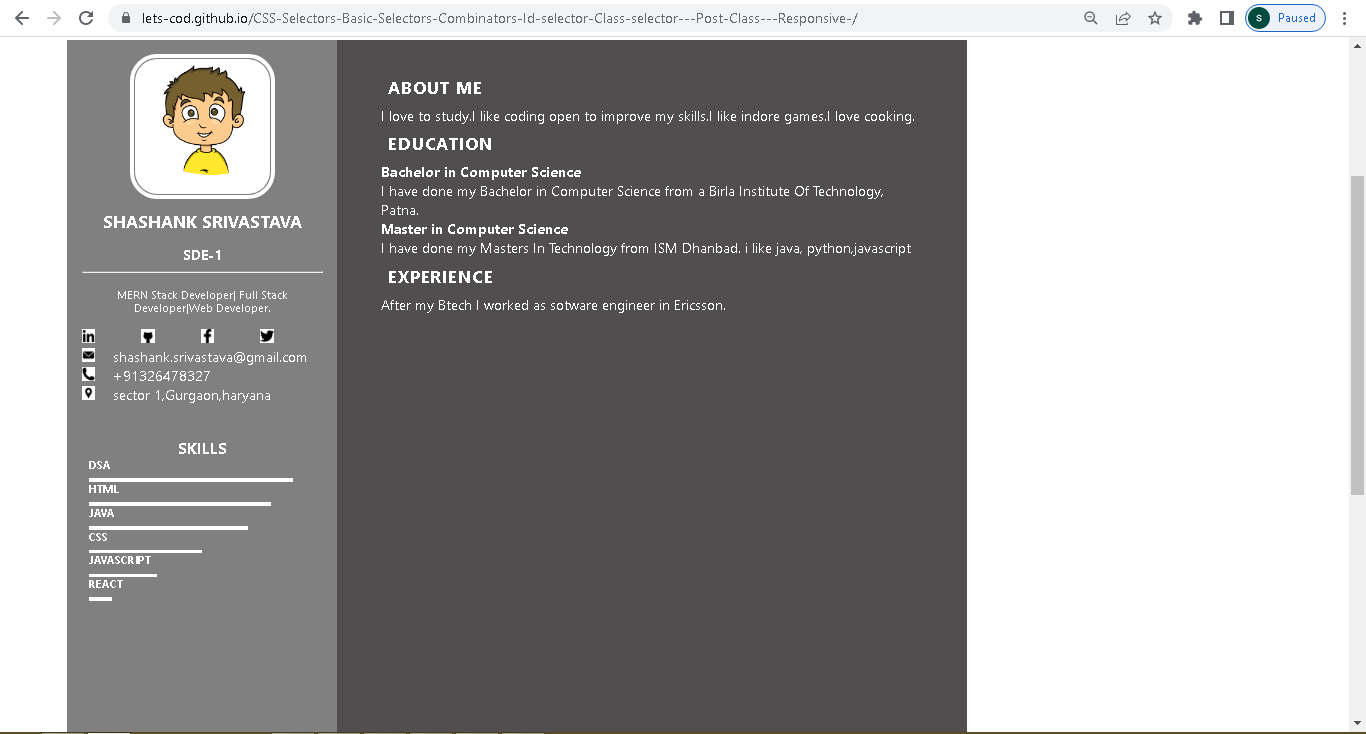 lets-cod.github.io/CSS-Selectors-Basic-Selectors-Combinators-Id-selector-Class-selector---Post-Class---Responsive-/
S
Paused
SHASHANK SRIVASTAVA
SDE-1
MERN Stack Developer| Full Stack
Developer|Web Developer.
in
f
shashank.srivastava@gmail.com
+91326478327
sector 1,Gurgaon,haryana
SKILLS
DSA
HTML
JAVA
CSS
JAVASCRIPT
REACT
ABOUT ME
I love to study.I like coding open to improve my skills.I like indore games.I love cooking.
EDUCATION
Bachelor in Computer Science
I have done my Bachelor in Computer Science from a Birla Institute Of Technology,
Patna.
Master in Computer Science
I have done my Masters In Technology from ISM Dhanbad. i like java, python,javascript
EXPERIENCE
After my Btech I worked as sotware engineer in Ericsson.